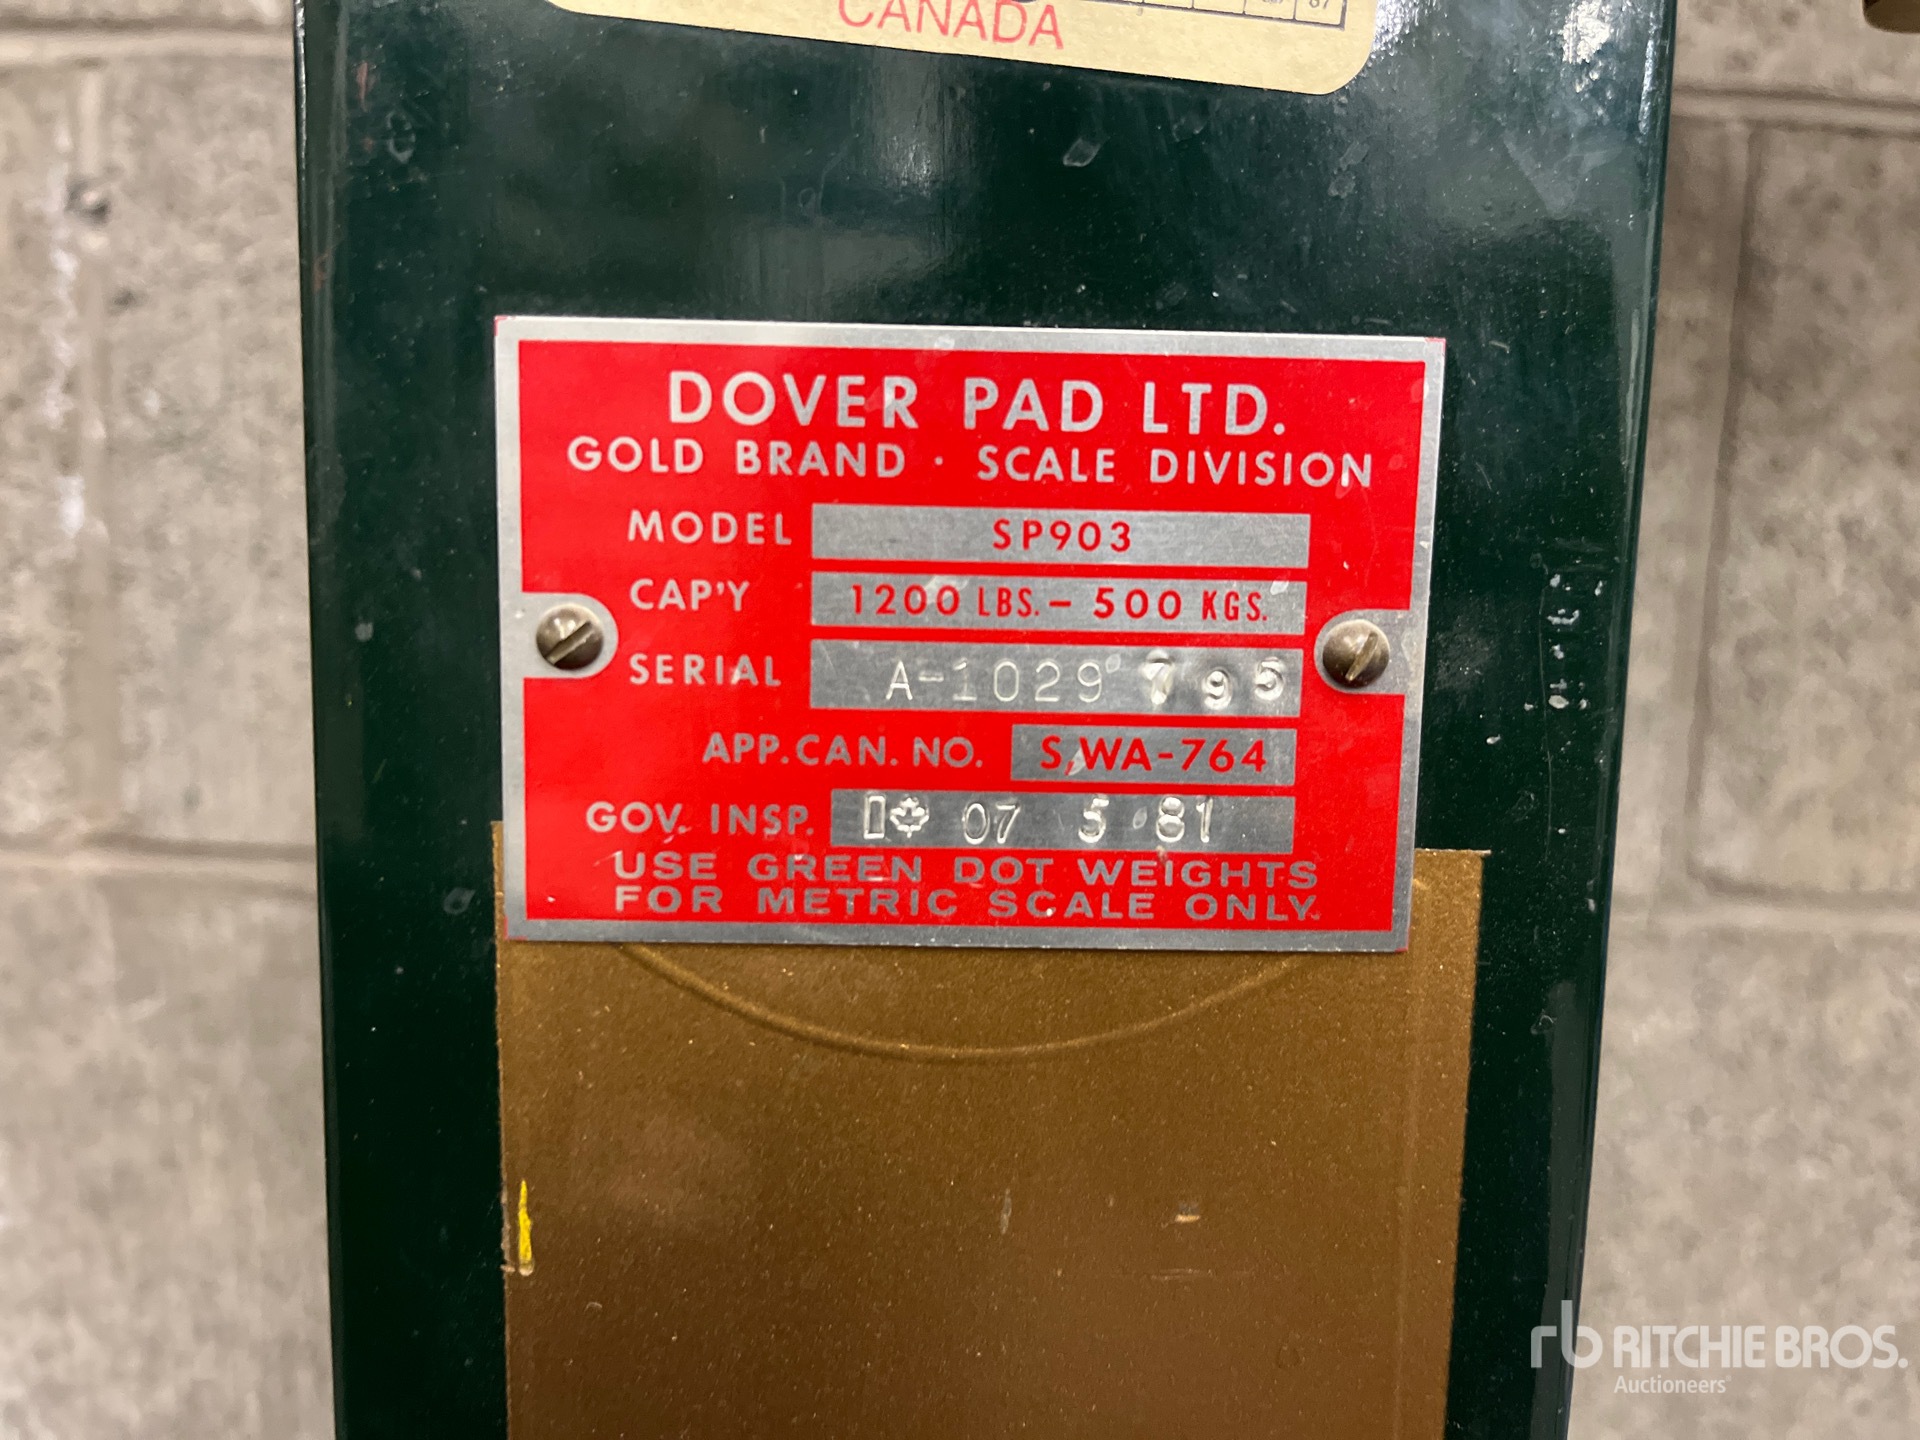 CANADA
87
DOVER PAD LTD.
GOLD BRAND · SCALE DIVISION
MODEL SP903
CAP'Y 1200 LBS. - 500 KGS.
SERIAL A-1029 795
APP. CAN. NO. S,WA-764
GOV. INSP. 07 5 81
USE GREEN DOT WEIGHTS
FOR METRIC SCALE ONLY.
rb RITCHIE BROS.
Auctioneers